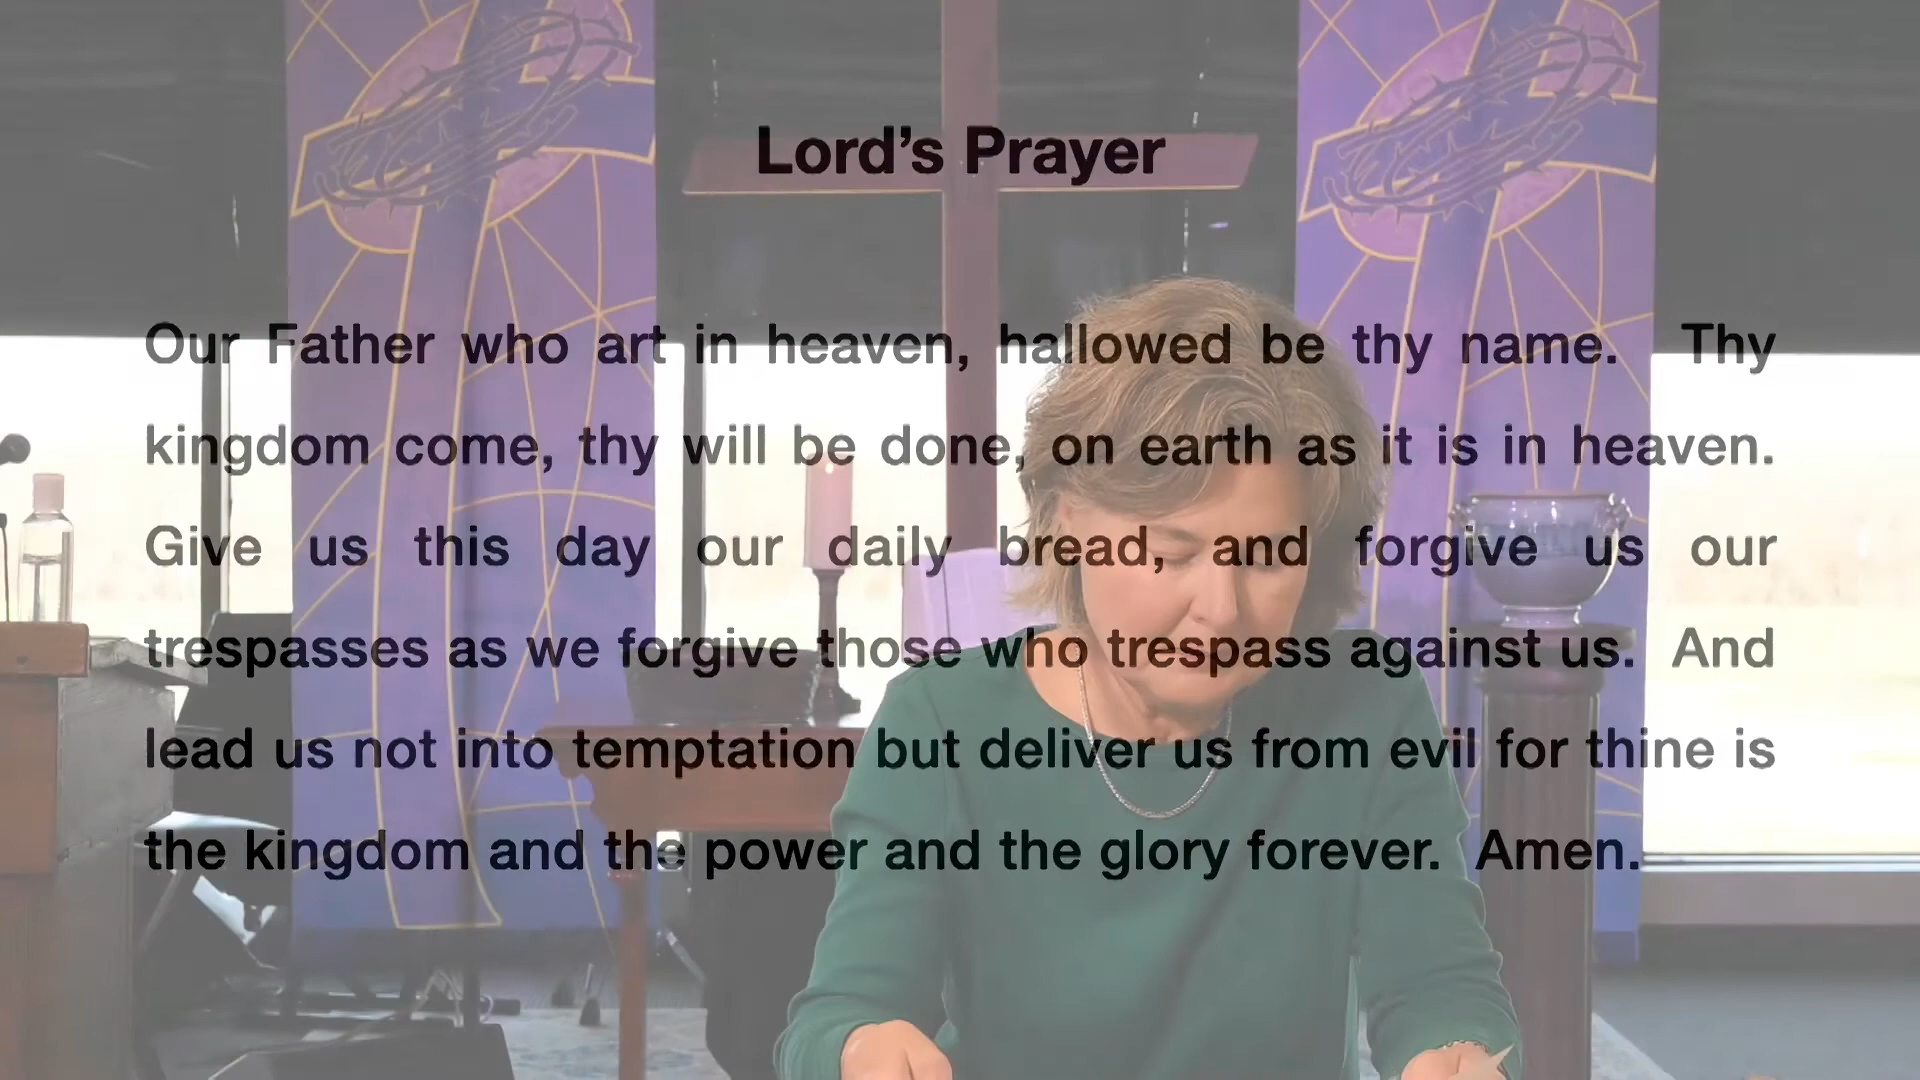 Lord’s Prayer
Our Father who art in heaven, hallowed be thy name. Thy
kingdom come, thy will be done, on earth as it is in heaven.
Give us this day our daily bread, and forgive us our
trespasses as we forgive those who trespass against us. And
lead us not into temptation but deliver us from evil for thine is
the kingdom and the power and the glory forever. Amen.